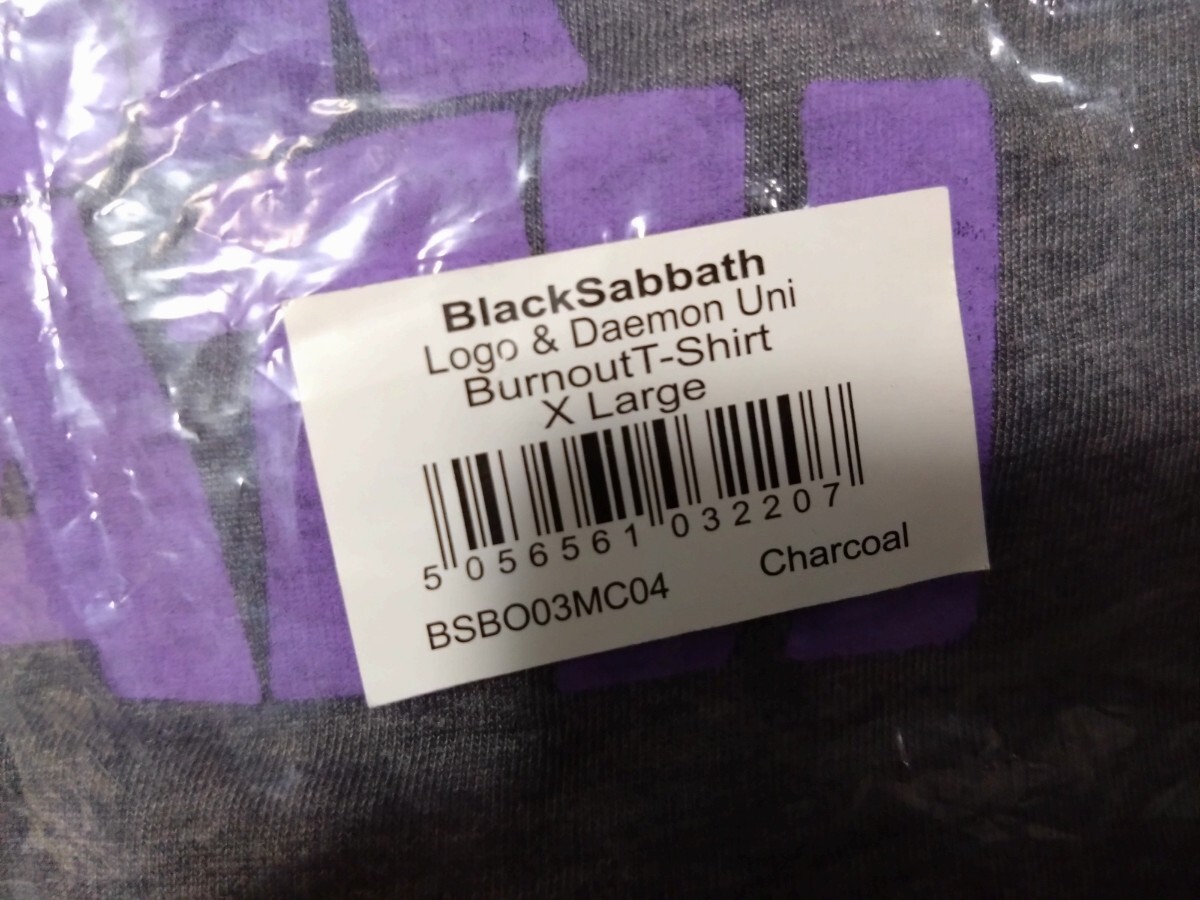 BlackSabbath
Logo & Daemon Uni
BurnoutT-Shirt
X Large
5 056561 032207
BSBO03MC04 Charcoal